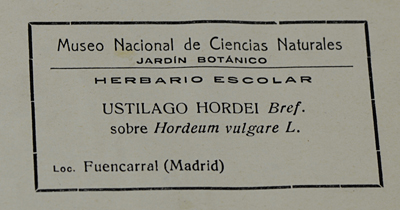 Museo Nacional de Ciencias Naturales
JARDÍN BOTÁNICO
HERBARIO ESCOLAR
USTILAGO HORDEI Bref.
sobre Hordeum vulgare L.
Loc. Fuencarral (Madrid)